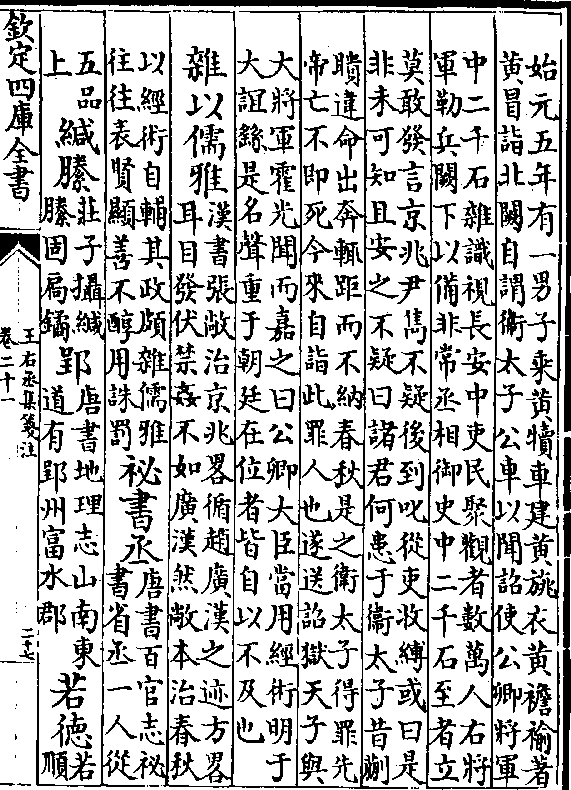 始元五年有一男子乘黄犢車建黄旐衣黄襜褕著
黄冒詣北闕自謂衛太子公車以聞詔使公卿將軍
中二千石雜識視長安中吏民聚觀者數萬人右將
軍勒兵闕下以備非常丞相御史中二千石至者立
莫敢發言京兆尹雋不疑後到叱從吏收縛或曰是
非未可知且安之不疑曰諸君何患于衛太子昔蒯
聵違命出奔輒距而不納春秋是之衛太子得罪先
帝亡不即死今來自詣此罪人也遂送詔獄天子與
大將軍霍光聞而嘉之曰公卿大臣當用經術明于
大誼繇是名聲重于朝廷在位者皆自以不及也
雜以儒雅
漢書張敞治京兆畧循趙廣漢之迹方畧
耳目發伏禁姦不如廣漢然敞本治春秋
以經術自輔其政頗雜儒雅
往往表賢顯善不醇用誅罰
祕書丞
唐書百官志祕
書省丞一人從
五品
上
緘縢
莊子攝緘
縢固扃鐍
郢
唐書地理志山南東
道有郢州富水郡
若德
若
順
欽定四庫全書
王右丞集箋注
卷二十一
二十七